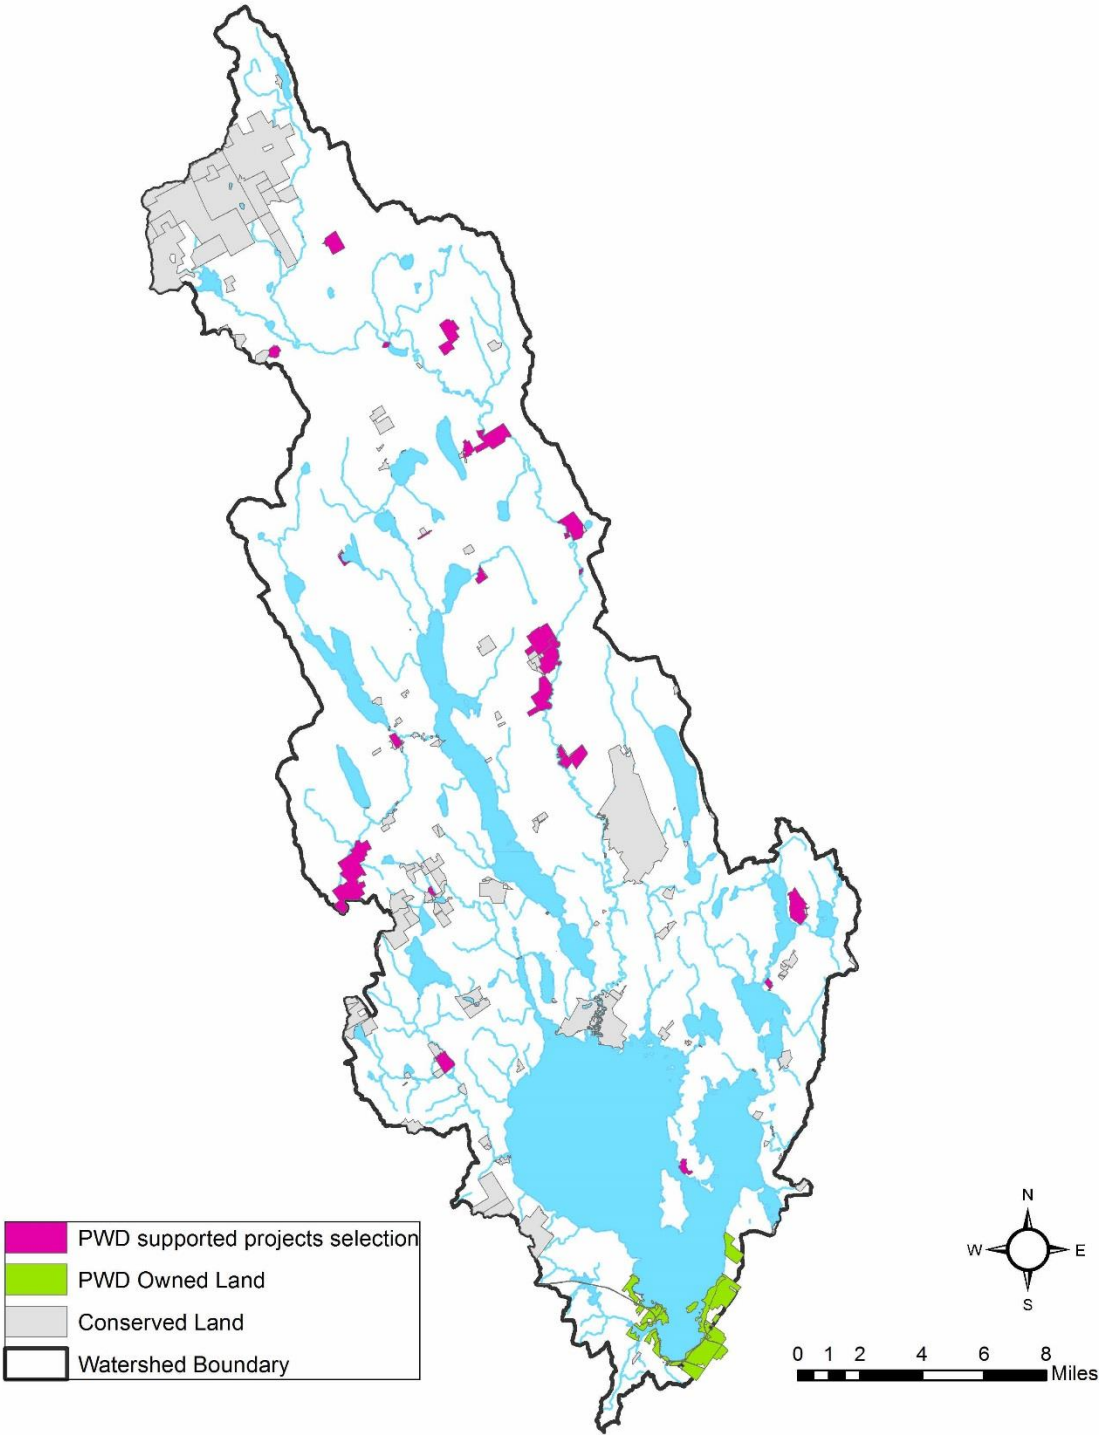 PWD supported projects selection
PWD Owned Land
Conserved Land
Watershed Boundary
N
W E
S
0 1 2 4 6 8
Miles